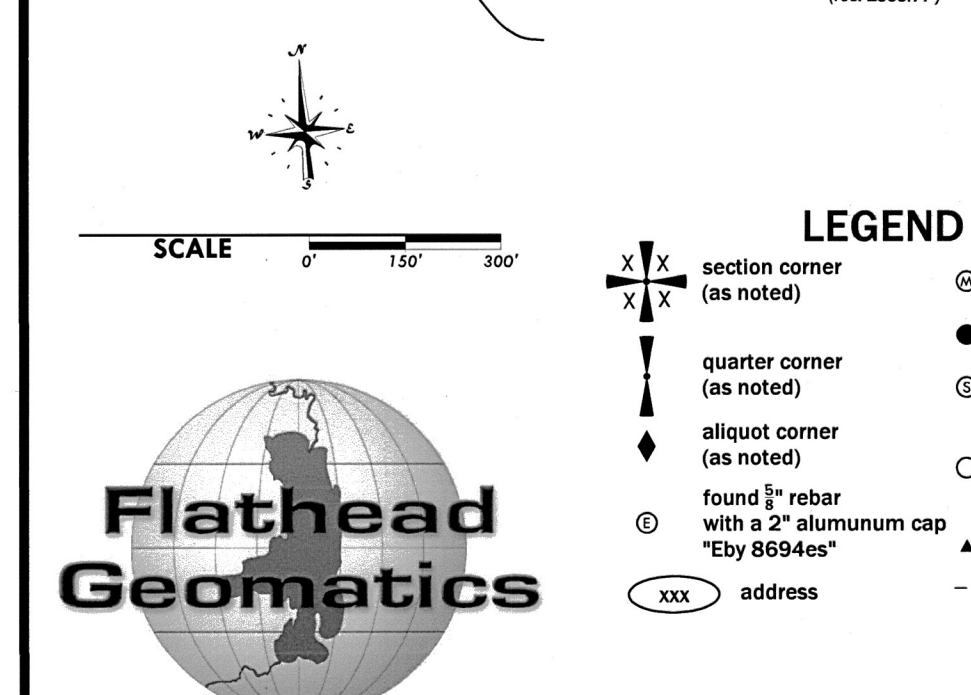 N
W
E
S
SCALE
0' 150' 300'
LEGEND
X X
X X
section corner
(as noted)
quarter corner
(as noted)
aliquot corner
(as noted)
E
found 5/8" rebar
with a 2" alumunum cap
"Eby 8694es"
xxx address
M
S
Flathead
Geomatics